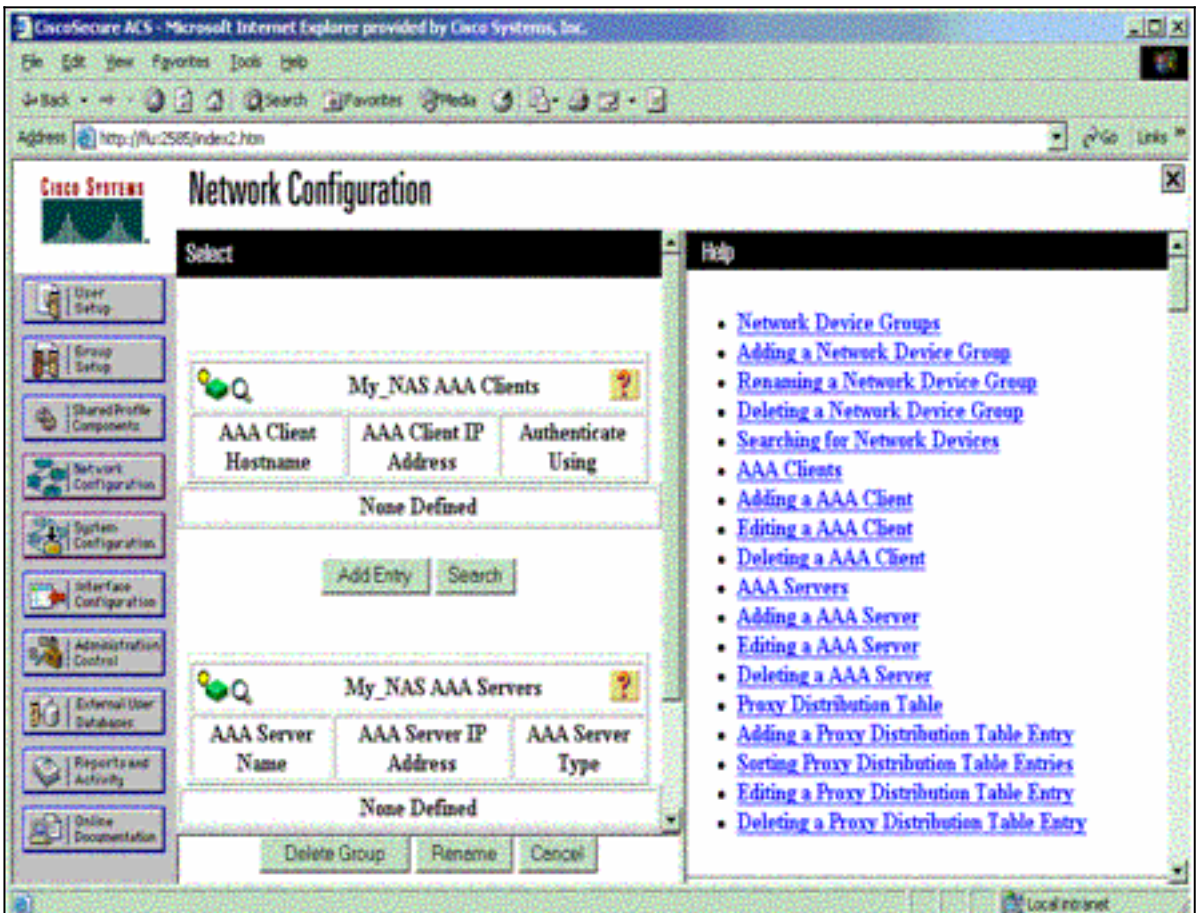 CiscoSecure ACS - Microsoft Internet Explorer provided by Cisco Systems, Inc.
File Edit View Favorites Tools Help
Back Search Favorites Media
Address http://flu:2585/index2.htm Go Links »
CISCO SYSTEMS
Network Configuration
User Setup
Group Setup
Shared Profile Components
Network Configuration
System Configuration
Interface Configuration
Administration Control
External User Databases
Reports and Activity
Online Documentation
Select
My_NAS AAA Clients
AAA Client Hostname
AAA Client IP Address
Authenticate Using
None Defined
Add Entry Search
My_NAS AAA Servers
AAA Server Name
AAA Server IP Address
AAA Server Type
None Defined
Delete Group Rename Cancel
Help
• Network Device Groups
• Adding a Network Device Group
• Renaming a Network Device Group
• Deleting a Network Device Group
• Searching for Network Devices
• AAA Clients
• Adding a AAA Client
• Editing a AAA Client
• Deleting a AAA Client
• AAA Servers
• Adding a AAA Server
• Editing a AAA Server
• Deleting a AAA Server
• Proxy Distribution Table
• Adding a Proxy Distribution Table Entry
• Sorting Proxy Distribution Table Entries
• Editing a Proxy Distribution Table Entry
• Deleting a Proxy Distribution Table Entry
Local intranet